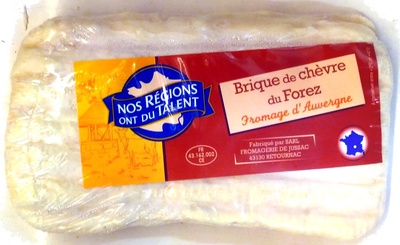 NOS RÉGIONS
ONT DU TALENT
Brique de chèvre
du Forez
Fromage d'Auvergne
FR
43.162.002
CE
Fabriqué par SARL
FROMAGERIE DE JUSSAC
43130 RETOURNAC